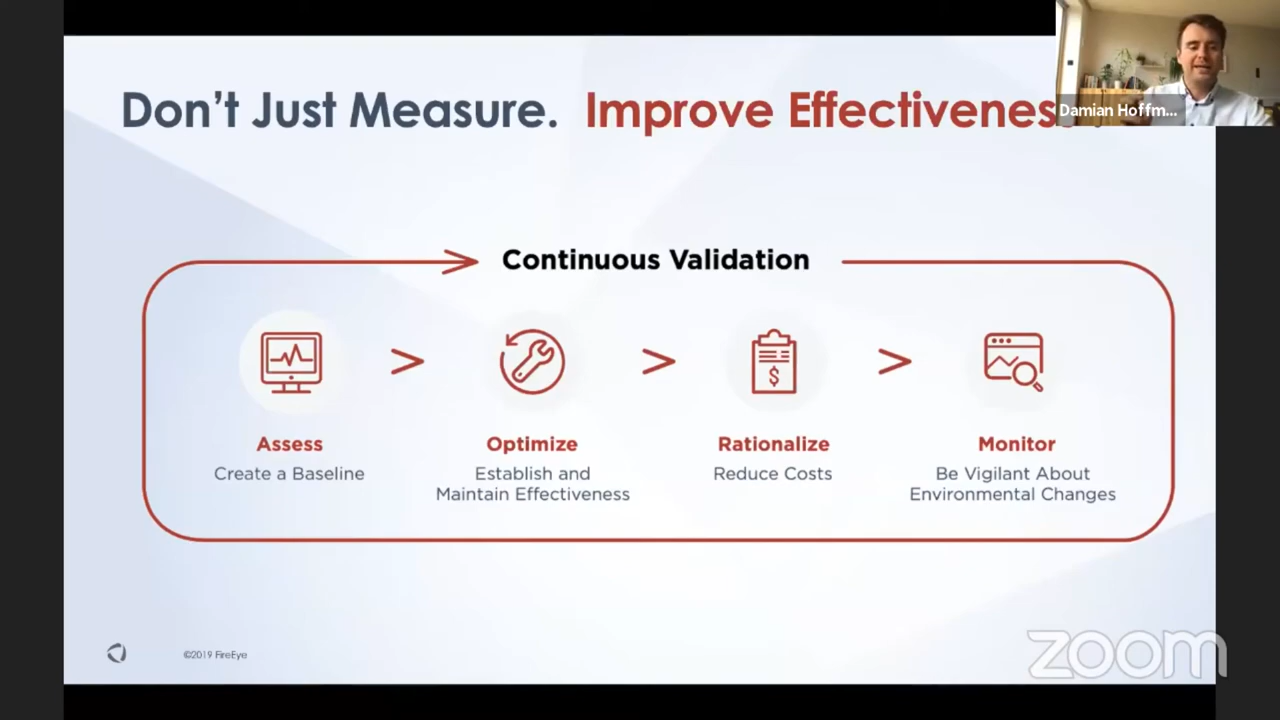 Don't Just Measure. Improve Effectiveness
Damian Hoffm...
Continuous Validation
>
>
>
Assess
Create a Baseline
Optimize
Establish and
Maintain Effectiveness
Rationalize
Reduce Costs
$
Monitor
Be Vigilant About
Environmental Changes
©2019 FireEye
zoom